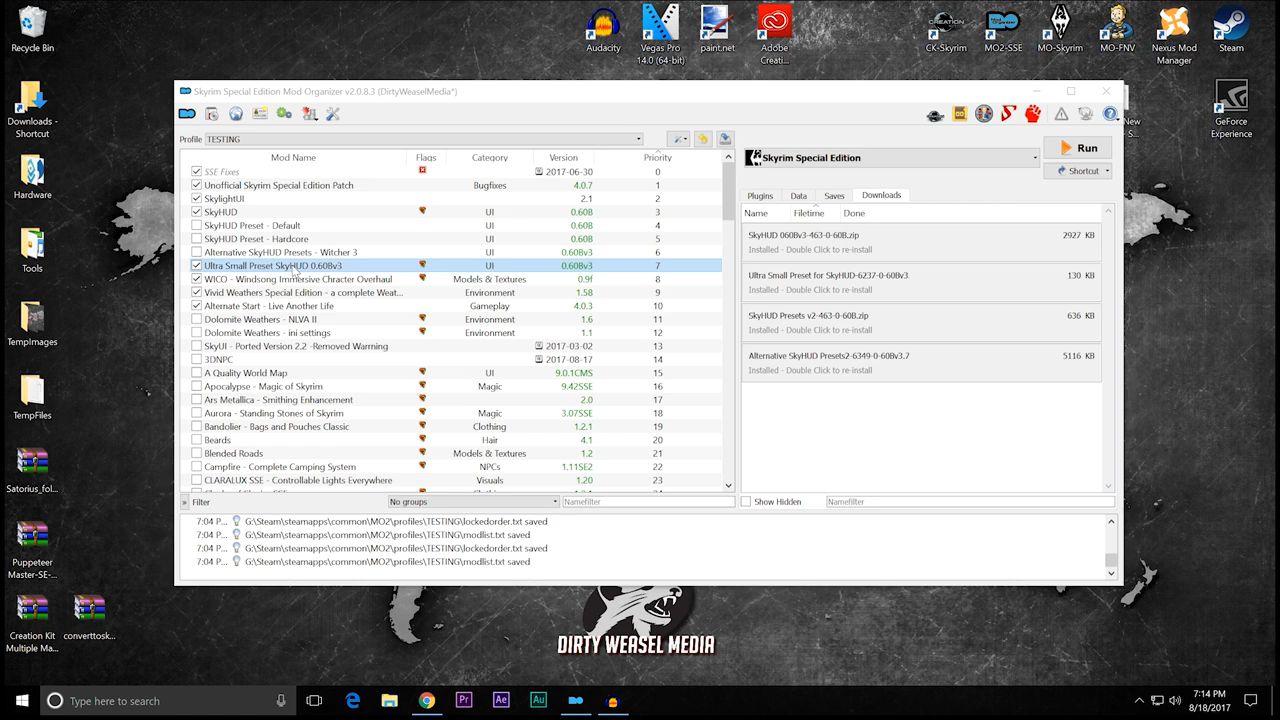 Recycle Bin
Audacity
Vegas Pro
14.0 (64-bit)
paint.net
Adobe
Creati...
CK-Skyrim
MO2-SSE
MO-Skyrim
MO-FNV
Nexus Mod
Manager
Steam
Downloads -
Shortcut
New
- S...
GeForce
Experience
Hardware
Tools
TempImages
TempFiles
Satorius_fol...
Puppeteer
Master-SE-...
Creation Kit
Multiple Ma...
converttosk...
Skyrim Special Edition Mod Organizer v2.0.8.3 (DirtyWeaselMedia*)
Profile TESTING
Mod Name Flags Category Version Priority
SSE Fixes 2017-06-30 0
Unofficial Skyrim Special Edition Patch Bugfixes 4.0.7 1
SkylightUI 2.1 2
SkyHUD UI 0.60B 3
SkyHUD Preset - Default UI 0.60B 4
SkyHUD Preset - Hardcore UI 0.60B 5
Alternative SkyHUD Presets - Witcher 3 UI 0.60Bv3 6
Ultra Small Preset SkyHUD 0.60Bv3 UI 0.60Bv3 7
WICO - Windsong Immersive Chracter Overhaul Models & Textures 0.9f 8
Vivid Weathers Special Edition - a complete Weat... Environment 1.58 9
Alternate Start - Live Another Life Gameplay 4.0.3 10
Dolomite Weathers - NLVA II Environment 1.6 11
Dolomite Weathers - ini settings Environment 1.1 12
SkyUI - Ported Version 2.2 -Removed Warning 2017-03-02 13
3DNPC 2017-08-17 14
A Quality World Map UI 9.0.1CMS 15
Apocalypse - Magic of Skyrim Magic 9.42SSE 16
Ars Metallica - Smithing Enhancement 2.0 17
Aurora - Standing Stones of Skyrim Magic 3.07SSE 18
Bandolier - Bags and Pouches Classic Clothing 1.2.1 19
Beards Hair 4.1 20
Blended Roads Models & Textures 1.2 21
Campfire - Complete Camping System NPCs 1.11SE2 22
CLARALUX SSE - Controllable Lights Everywhere Visuals 1.20 23
» Filter No groups Namefilter
Skyrim Special Edition
Run
Shortcut
Plugins Data Saves Downloads
Name Filetime Done
SkyHUD 060Bv3-463-0-60B.zip 2927 KB
Installed - Double Click to re-install
Ultra Small Preset for SkyHUD-6237-0-60Bv3 130 KB
Installed - Double Click to re-install
SkyHUD Presets v2-463-0-60B.zip 636 KB
Installed - Double Click to re-install
Alternative SkyHUD Presets2-6349-0-60Bv3.7 5116 KB
Installed - Double Click to re-install
Show Hidden Namefilter
7:04 P... G:\Steam\steamapps\common\MO2\profiles\TESTING\lockedorder.txt saved
7:04 P... G:\Steam\steamapps\common\MO2\profiles\TESTING\modlist.txt saved
7:04 P... G:\Steam\steamapps\common\MO2\profiles\TESTING\lockedorder.txt saved
7:04 P... G:\Steam\steamapps\common\MO2\profiles\TESTING\modlist.txt saved
DIRTY WEASEL MEDIA
Type here to search
Pr
Ae
Au
7:14 PM
8/18/2017